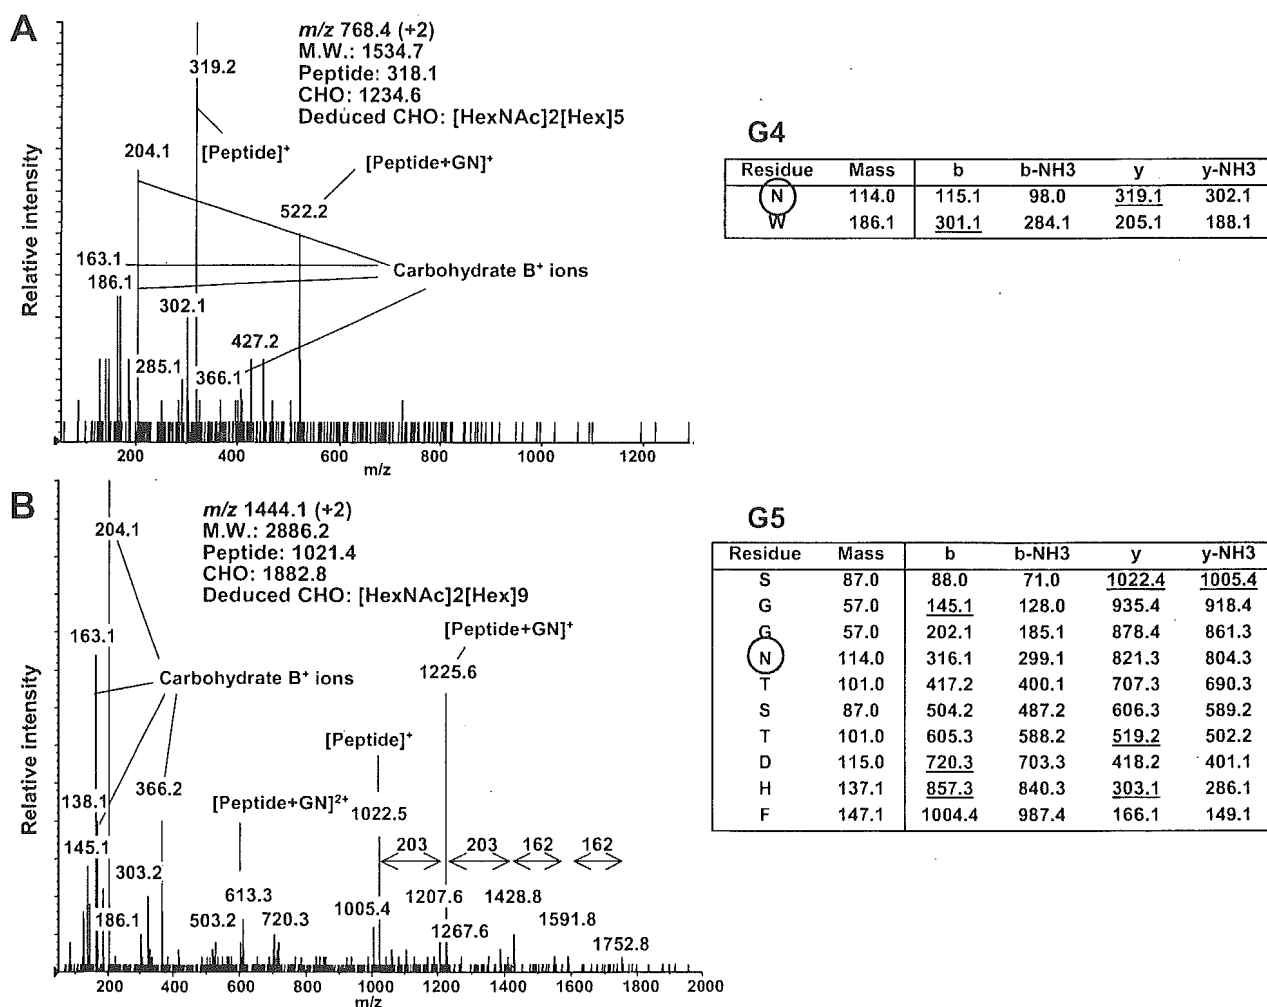 A
m/z 768.4 (+2)
M.W.: 1534.7
Peptide: 318.1
CHO: 1234.6
Deduced CHO: [HexNAc]2[Hex]5
319.2
[Peptide]+
204.1
[Peptide+GN]+
522.2
163.1
186.1
Carbohydrate B+ ions
302.1
427.2
285.1
366.1
Relative intensity
200 400 600 800 1000 1200
m/z
G4
Residue Mass b b-NH3 y y-NH3
N 114.0 115.1 98.0 319.1 302.1
W 186.1 301.1 284.1 205.1 188.1
B
m/z 1444.1 (+2)
M.W.: 2886.2
Peptide: 1021.4
CHO: 1882.8
Deduced CHO: [HexNAc]2[Hex]9
204.1
[Peptide+GN]+
163.1
1225.6
Carbohydrate B+ ions
[Peptide]+
366.2
138.1
[Peptide+GN]2+
1022.5
145.1
203 203 162 162
303.2
613.3
1207.6 1428.8
186.1
503.2
720.3
1005.4
1267.6
1591.8
1752.8
Relative intensity
200 400 600 800 1000 1200 1400 1600 1800 2000
m/z
G5
Residue Mass b b-NH3 y y-NH3
S 87.0 88.0 71.0 1022.4 1005.4
G 57.0 145.1 128.0 935.4 918.4
G 57.0 202.1 185.1 878.4 861.3
N 114.0 316.1 299.1 821.3 804.3
T 101.0 417.2 400.1 707.3 690.3
S 87.0 504.2 487.2 606.3 589.2
T 101.0 605.3 588.2 519.2 502.2
D 115.0 720.3 703.3 418.2 401.1
H 137.1 857.3 840.3 303.1 286.1
F 147.1 1004.4 987.4 166.1 149.1